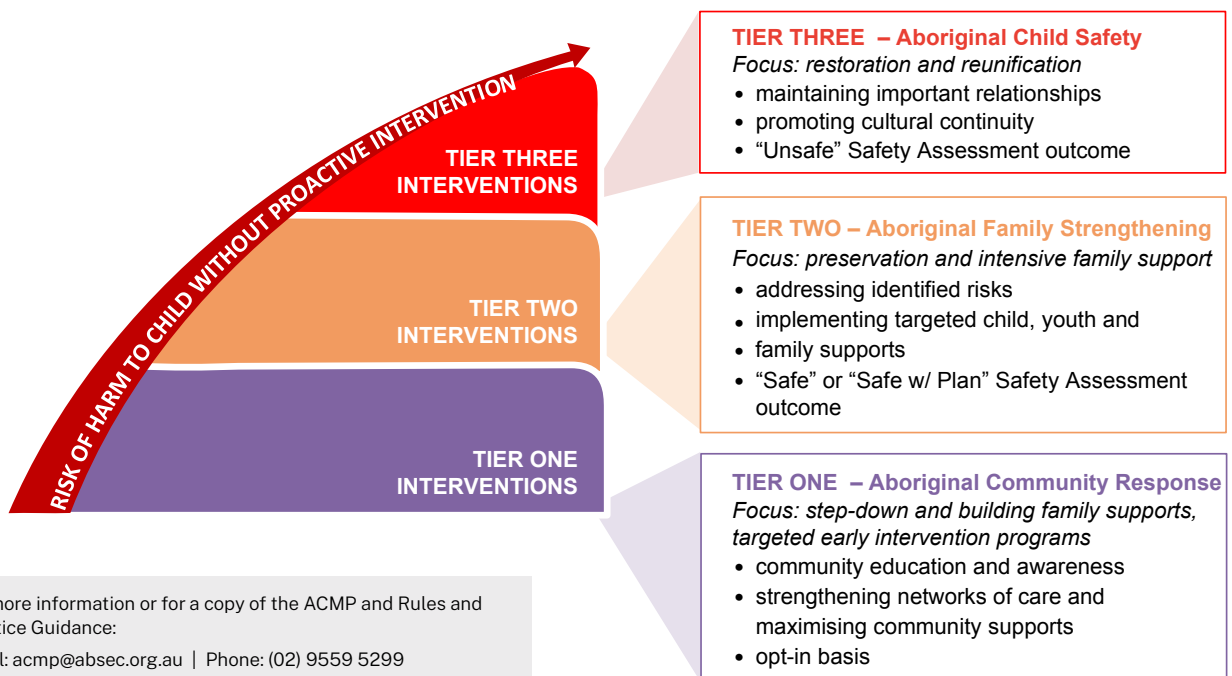 RISK OF HARM TO CHILD WITHOUT PROACTIVE INTERVENTION
TIER THREE
INTERVENTIONS
TIER TWO
INTERVENTIONS
TIER ONE
INTERVENTIONS
TIER THREE – Aboriginal Child Safety
Focus: restoration and reunification
• maintaining important relationships
• promoting cultural continuity
• “Unsafe” Safety Assessment outcome
TIER TWO – Aboriginal Family Strengthening
Focus: preservation and intensive family support
• addressing identified risks
• implementing targeted child, youth and
• family supports
• “Safe” or “Safe w/ Plan” Safety Assessment
outcome
TIER ONE – Aboriginal Community Response
Focus: step-down and building family supports,
targeted early intervention programs
• community education and awareness
• strengthening networks of care and
maximising community supports
• opt-in basis
more information or for a copy of the ACMP and Rules and
Guidance:
acmp@absec.org.au | Phone: (02) 9559 5299